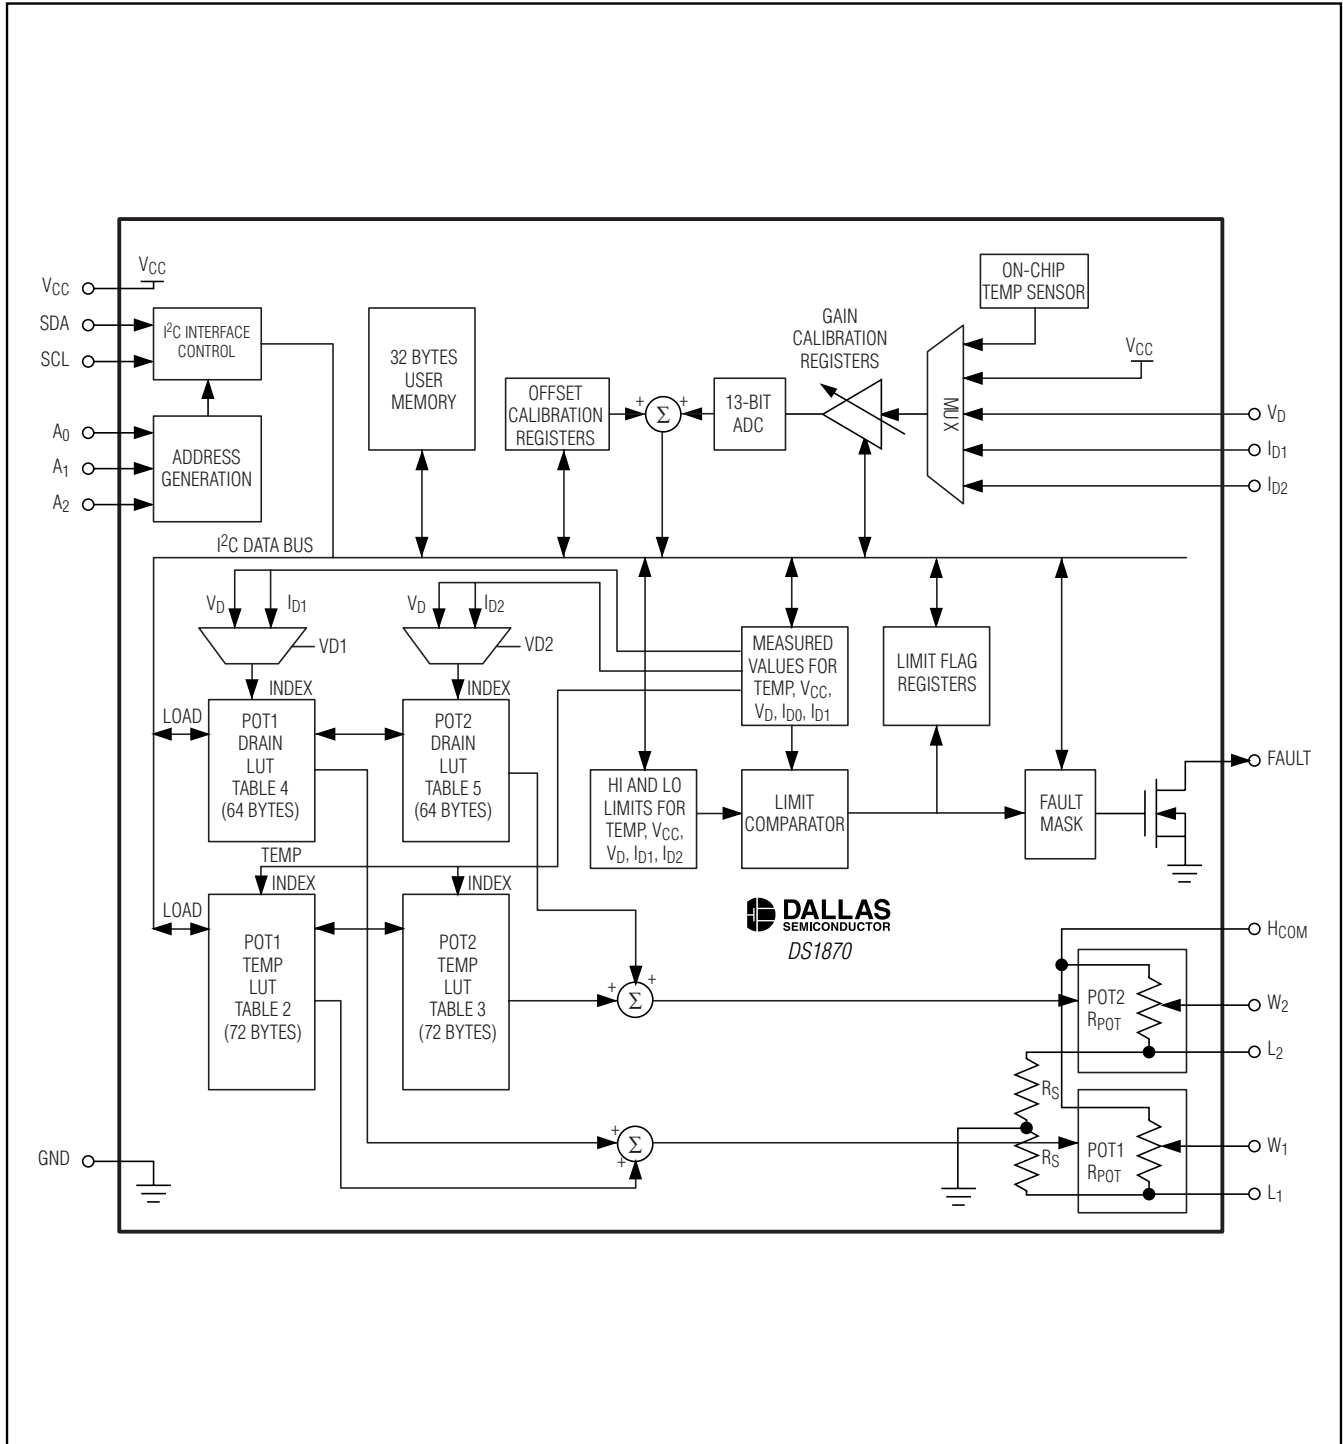 VCC
VCC
SDA
SCL
I²C INTERFACE
CONTROL
A0
A1
A2
ADDRESS
GENERATION
32 BYTES
USER
MEMORY
OFFSET
CALIBRATION
REGISTERS
+
Σ
+
13-BIT
ADC
GAIN
CALIBRATION
REGISTERS
MUX
ON-CHIP
TEMP SENSOR
VCC
VD
ID1
ID2
I²C DATA BUS
VD
ID1
VD1
VD
ID2
VD2
INDEX
INDEX
LOAD
POT1
DRAIN
LUT
TABLE 4
(64 BYTES)
POT2
DRAIN
LUT
TABLE 5
(64 BYTES)
MEASURED
VALUES FOR
TEMP, VCC,
VD, ID0, ID1
LIMIT FLAG
REGISTERS
HI AND LO
LIMITS FOR
TEMP, VCC,
VD, ID1, ID2
LIMIT
COMPARATOR
FAULT
MASK
FAULT
TEMP
INDEX
INDEX
LOAD
POT1
TEMP
LUT
TABLE 2
(72 BYTES)
POT2
TEMP
LUT
TABLE 3
(72 BYTES)
DALLAS
SEMICONDUCTOR
DS1870
+
+
Σ
HCOM
POT2
RPOT
W2
L2
RS
+
Σ
+
RS
POT1
RPOT
W1
L1
GND